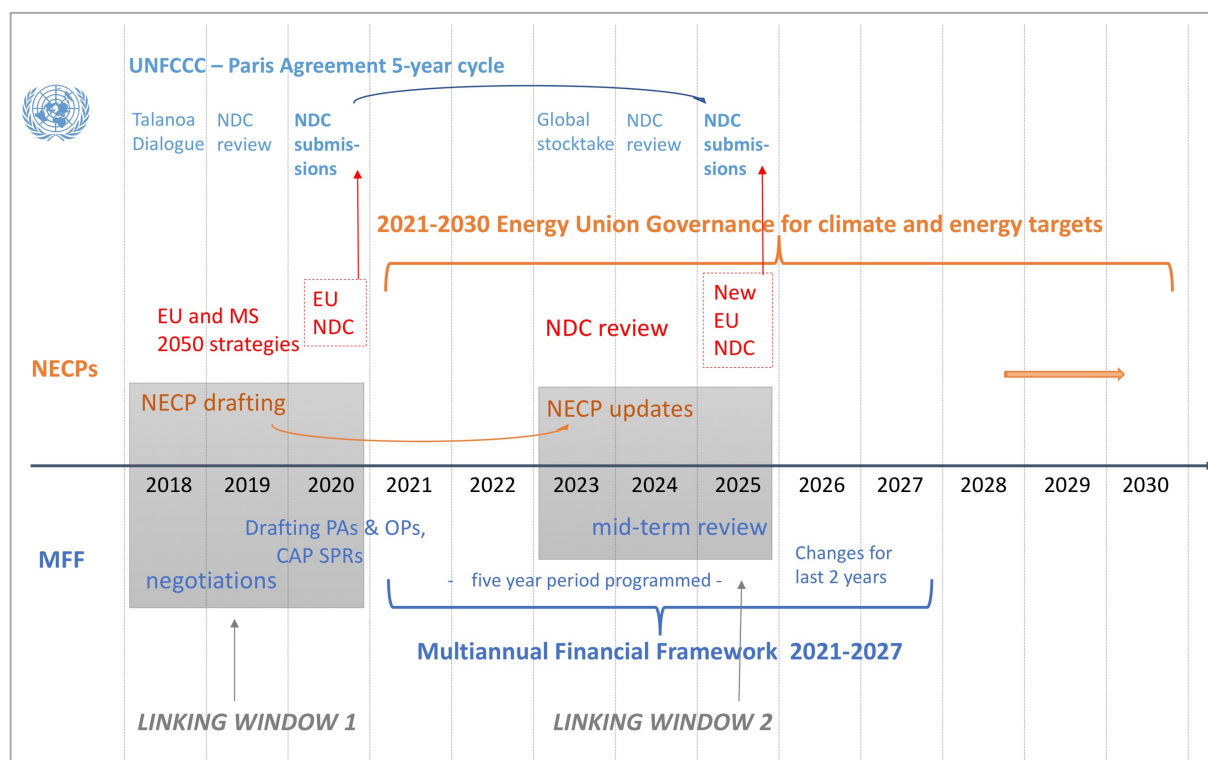 UNFCCC – Paris Agreement 5-year cycle
Talanoa
Dialogue
NDC
review
NDC
submis-
sions
Global
stocktake
NDC
review
NDC
submis-
sions
2021-2030 Energy Union Governance for climate and energy targets
EU and MS
2050 strategies
EU
NDC
NDC review
New
EU
NDC
NECPs
NECP drafting
NECP updates
2018 2019 2020 2021 2022 2023 2024 2025 2026 2027 2028 2029 2030
MFF
Drafting PAs & OPs,
CAP SPRs
negotiations
mid-term review
Changes for
last 2 years
- five year period programmed -
Multiannual Financial Framework 2021-2027
LINKING WINDOW 1
LINKING WINDOW 2